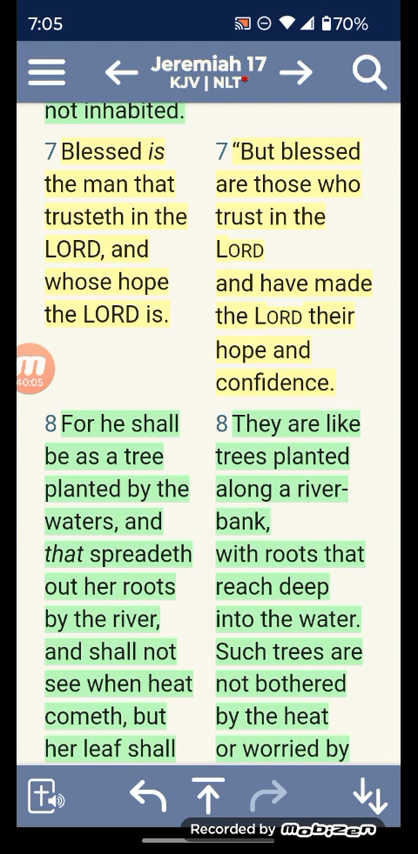 7:05
70%
Jeremiah 17
KJV | NLT*
not inhabited.
7 Blessed is
the man that
trusteth in the
LORD, and
whose hope
the LORD is.
7 “But blessed
are those who
trust in the
LORD
and have made
the LORD their
hope and
confidence.
m
40:05
8 For he shall
be as a tree
planted by the
waters, and
that spreadeth
out her roots
by the river,
and shall not
see when heat
cometh, but
her leaf shall
8 They are like
trees planted
along a river-
bank,
with roots that
reach deep
into the water.
Such trees are
not bothered
by the heat
or worried by
Recorded by Mobizen